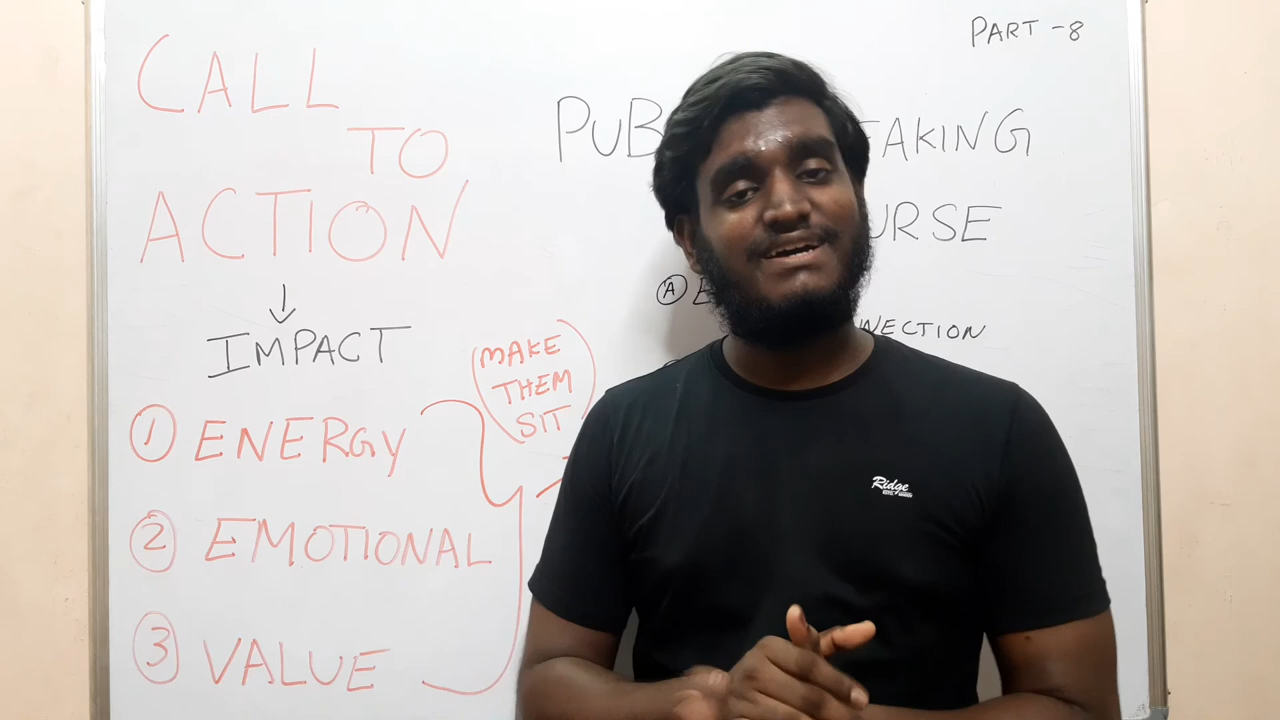 PART - 8
CALL
TO
ACTION
IMPACT
① ENERGY
② EMOTIONAL
③ VALUE
(MAKE
THEM
SIT)
PUB AKING
URSE
Ⓐ E
NECTION
Ridge